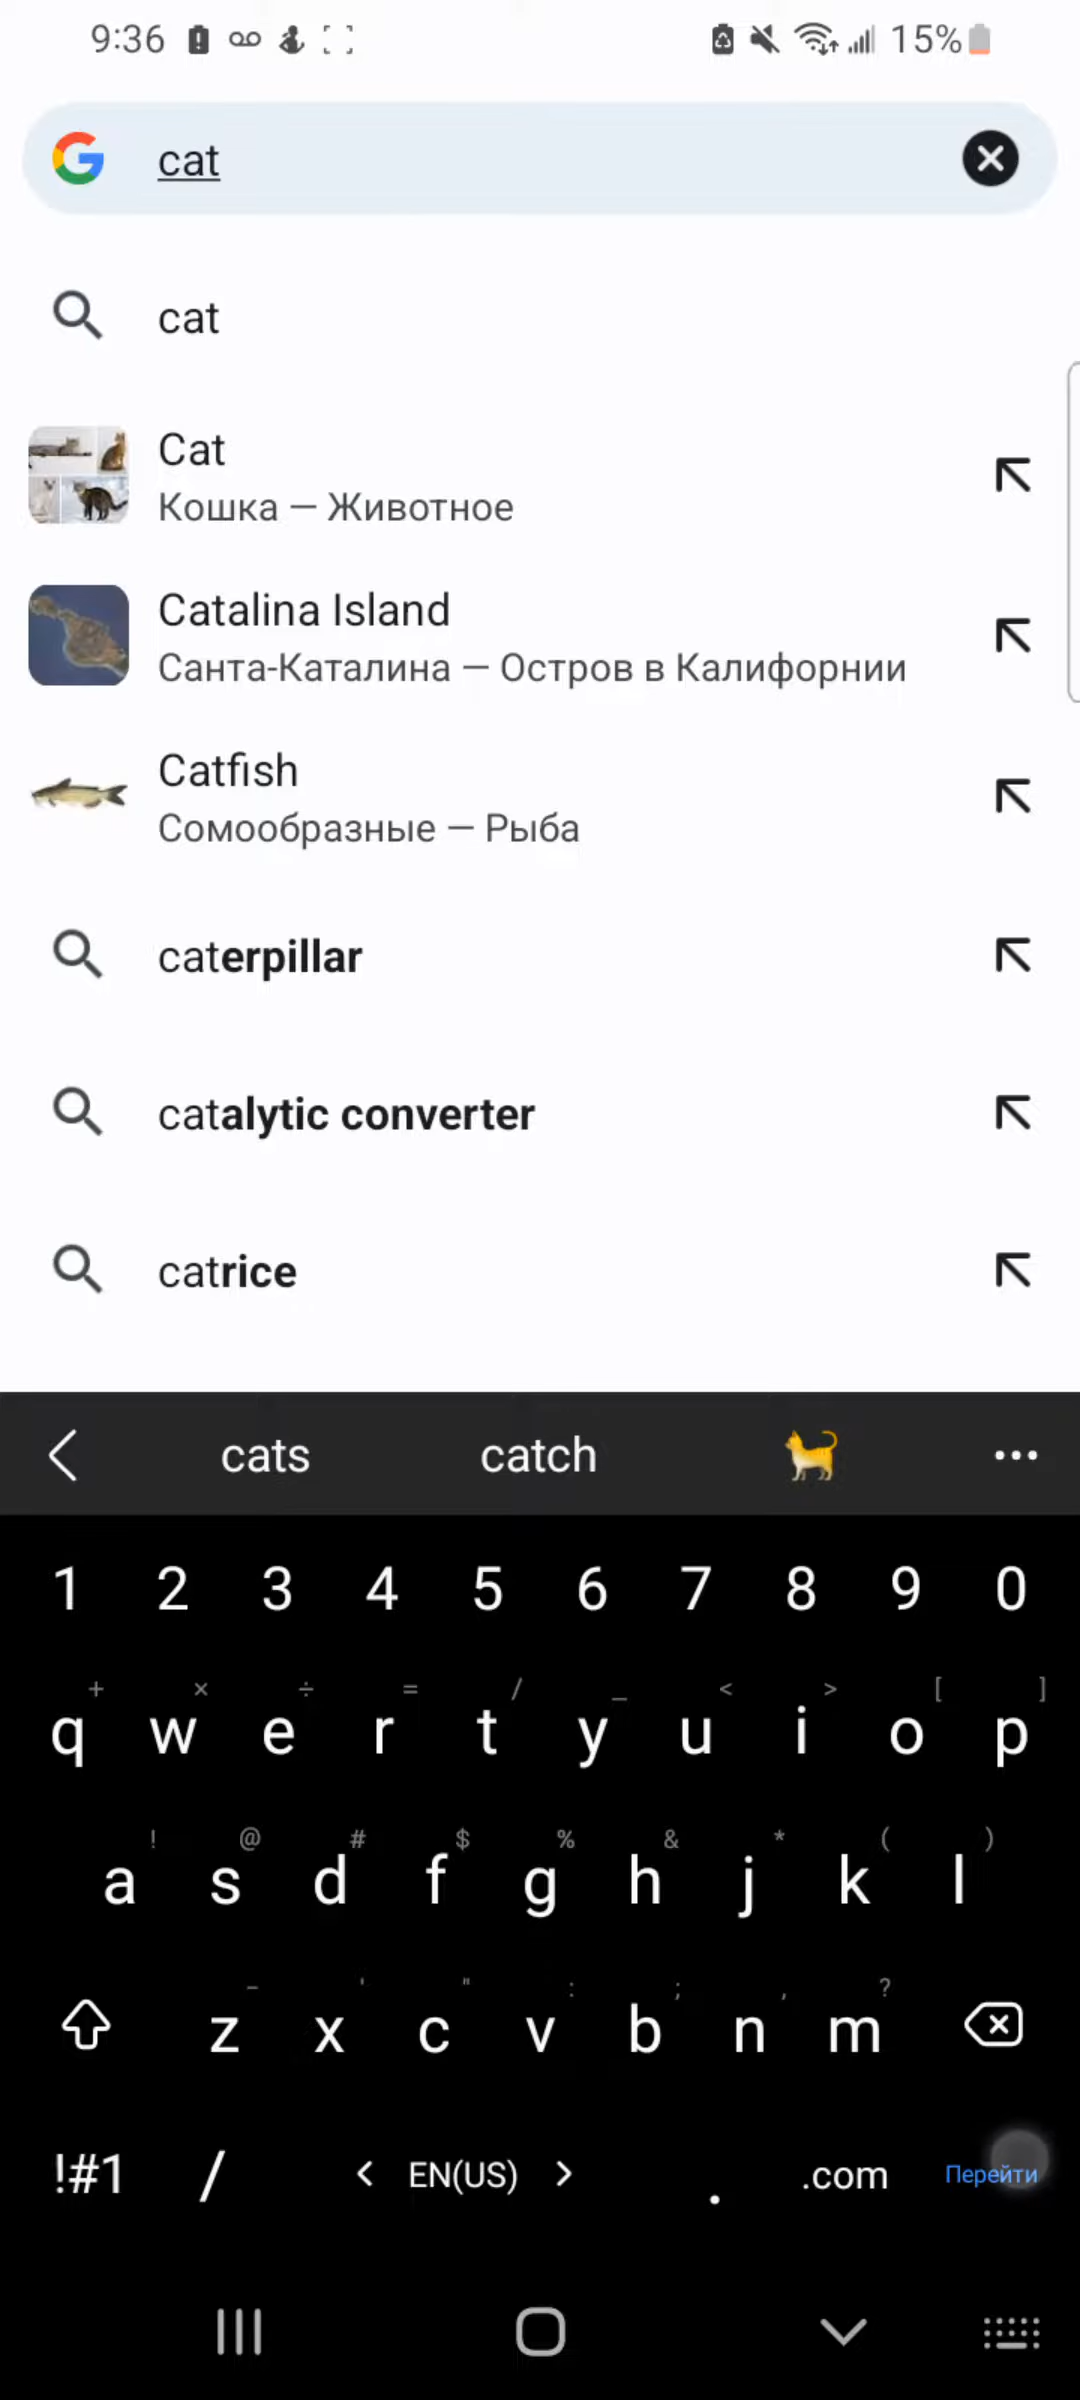 9:36 15%
cat
cat
Cat
Кошка — Животное
Catalina Island
Санта-Каталина — Остров в Калифорнии
Catfish
Сомообразные — Рыба
caterpillar
catalytic converter
catrice
cats catch ...
1 2 3 4 5 6 7 8 9 0
+ × ÷ = / _ < > [ ]
q w e r t y u i o p
! @ # $ % & * ( )
a s d f g h j k l
- ' " : ; , ?
z x c v b n m
!#1 / < EN(US) > . .com Перейти